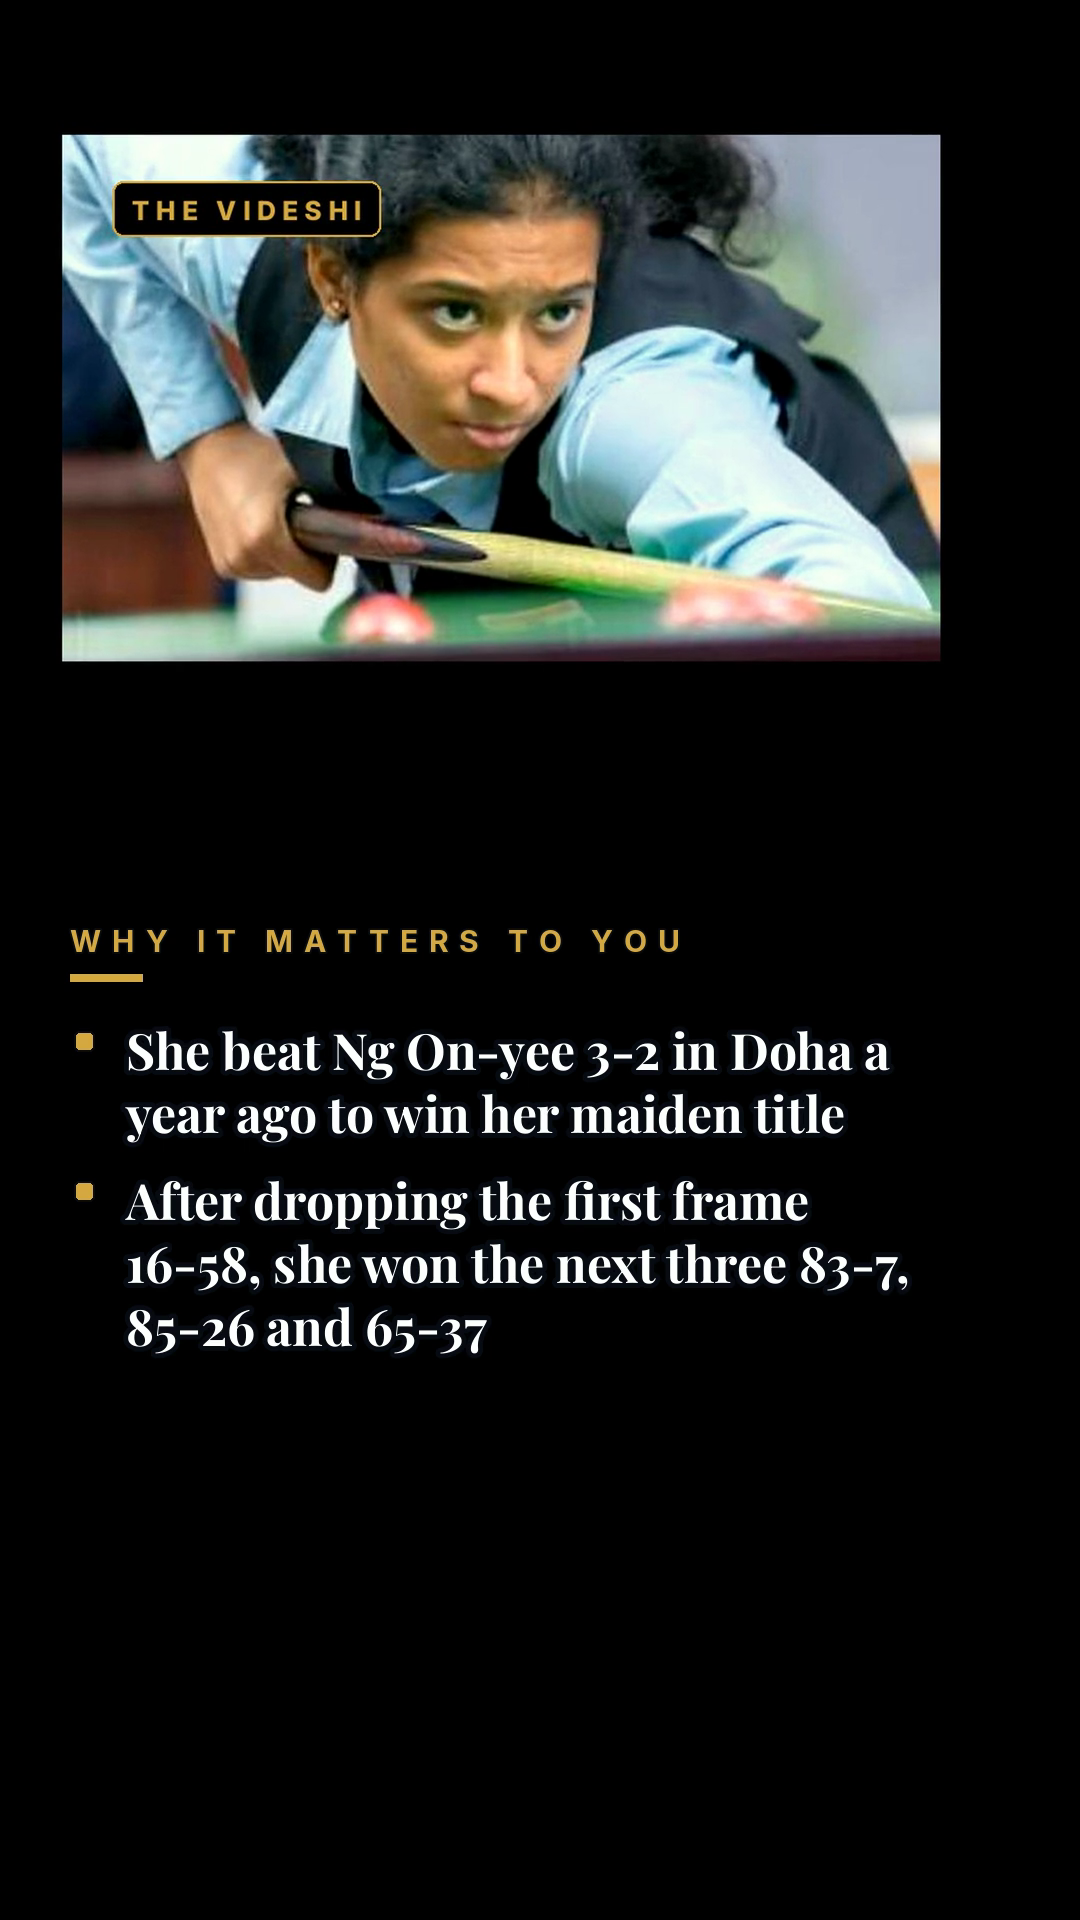 THE VIDESHI
WHY IT MATTERS TO YOU
She beat Ng On-yee 3-2 in Doha a
year ago to win her maiden title
After dropping the first frame
16-58, she won the next three 83-7,
85-26 and 65-37